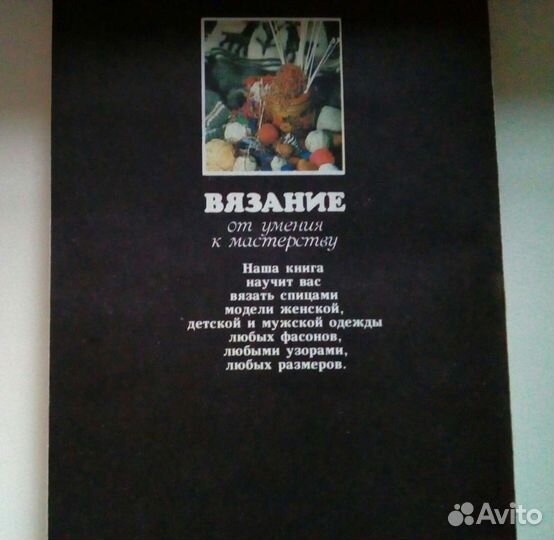 ВЯЗАНИЕ
от умения
к мастерству
Наша книга
научит вас
вязать спицами
модели женской,
детской и мужской одежды
любых фасонов,
любыми узорами,
любых размеров.
Avito